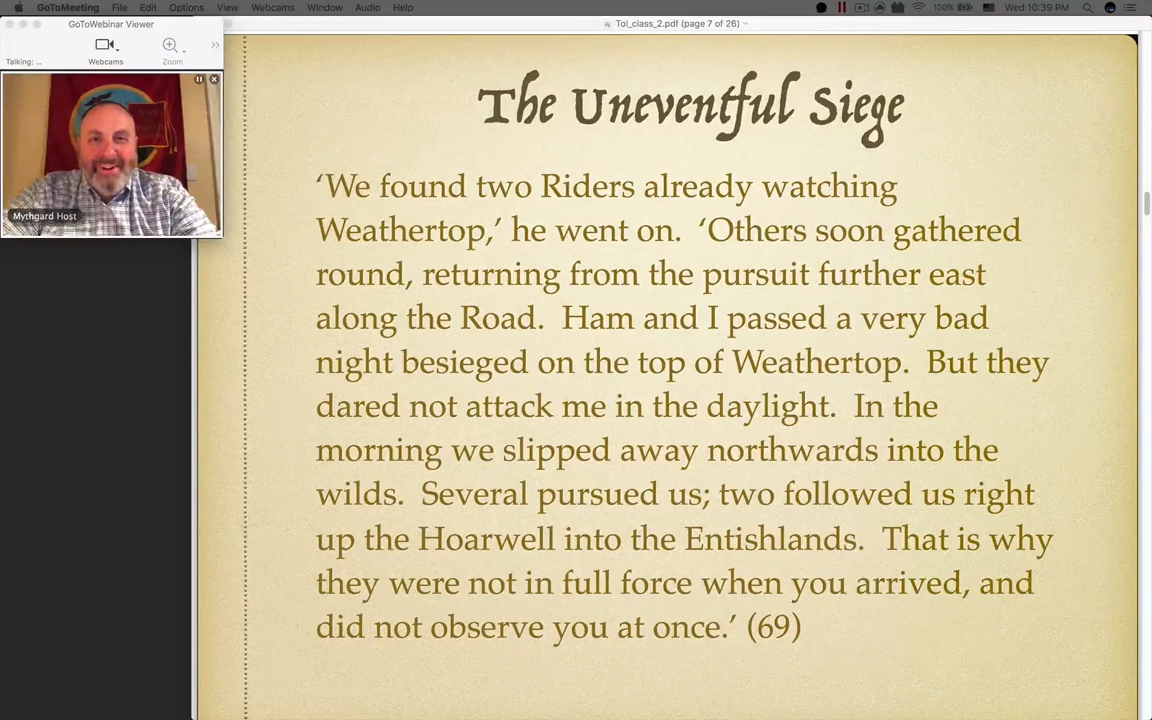 GoToMeeting File Edit Options View Webcams Window Audio Help 100% Wed 10:39 PM
GoToWebinar Viewer
Tol_class_2.pdf (page 7 of 26)
Talking: ...
Webcams
Zoom
Mythgard Host
The Uneventful Siege
‘We found two Riders already watching
Weathertop,’ he went on. ‘Others soon gathered
round, returning from the pursuit further east
along the Road. Ham and I passed a very bad
night besieged on the top of Weathertop. But they
dared not attack me in the daylight. In the
morning we slipped away northwards into the
wilds. Several pursued us; two followed us right
up the Hoarwell into the Entishlands. That is why
they were not in full force when you arrived, and
did not observe you at once.’ (69)